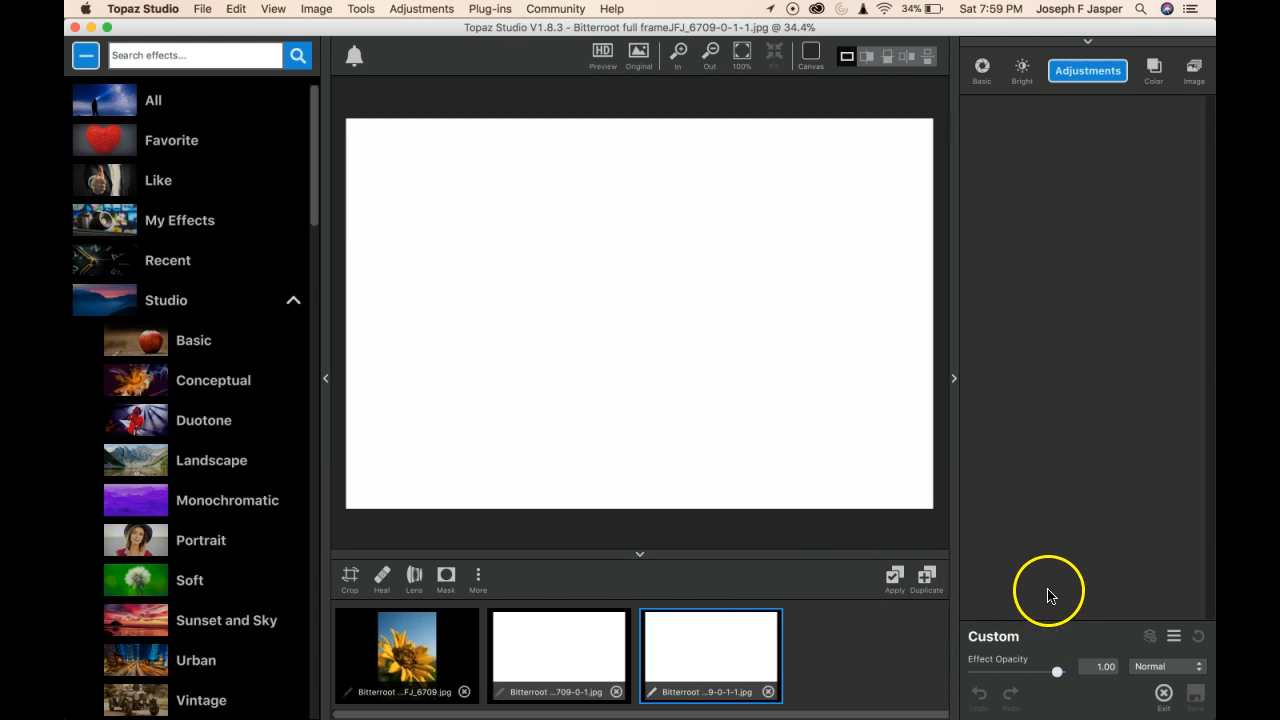 Topaz Studio File Edit View Image Tools Adjustments Plug-ins Community Help 34% Sat 7:59 PM Joseph F Jasper
Topaz Studio V1.8.3 - Bitterroot full frameJFJ_6709-0-1-1.jpg @ 34.4%
Search effects...
HD
Preview Original In Out 100% Fit Canvas
Basic Bright Adjustments Color Image
All
Favorite
Like
My Effects
Recent
Studio
Basic
Conceptual
Duotone
Landscape
Monochromatic
Portrait
Soft
Sunset and Sky
Urban
Vintage
Crop Heal Lens Mask More Apply Duplicate
Bitterroot ...FJ_6709.jpg Bitterroot ...709-0-1.jpg Bitterroot ...9-0-1-1.jpg
Custom
Effect Opacity 1.00 Normal
Undo Redo Exit Save